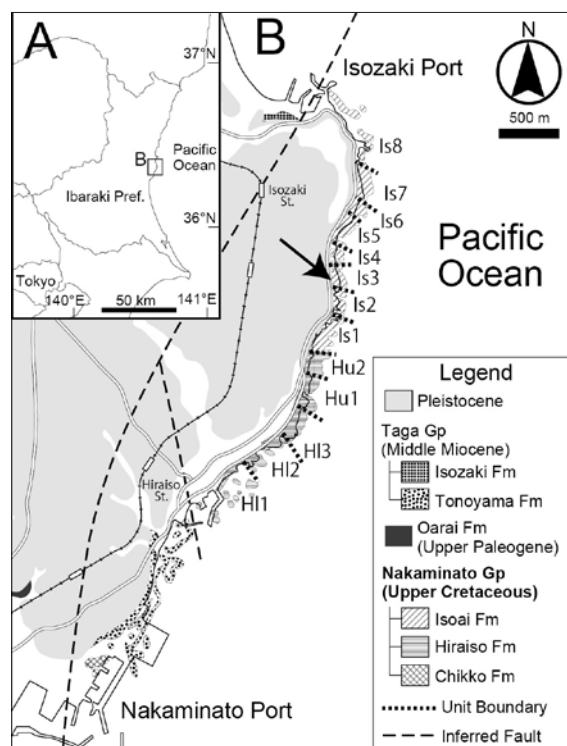 A
37°N
Pacific
Ocean
B
Ibaraki Pref.
36°N
Tokyo
140°E
50 km
141°E
B
Isozaki Port
N
500 m
Isozaki
St.
Is8
Is7
Is6
Is5
Is4
Is3
Is2
Is1
Pacific
Ocean
Hu2
Hu1
Hl3
Hl2
Hl1
Hiraiso
St.
Nakaminato Port
Legend
Pleistocene
Taga Gp
(Middle Miocene)
Isozaki Fm
Tonoyama Fm
Oarai Fm
(Upper Paleogene)
Nakaminato Gp
(Upper Cretaceous)
Isoai Fm
Hiraiso Fm
Chikko Fm
Unit Boundary
Inferred Fault